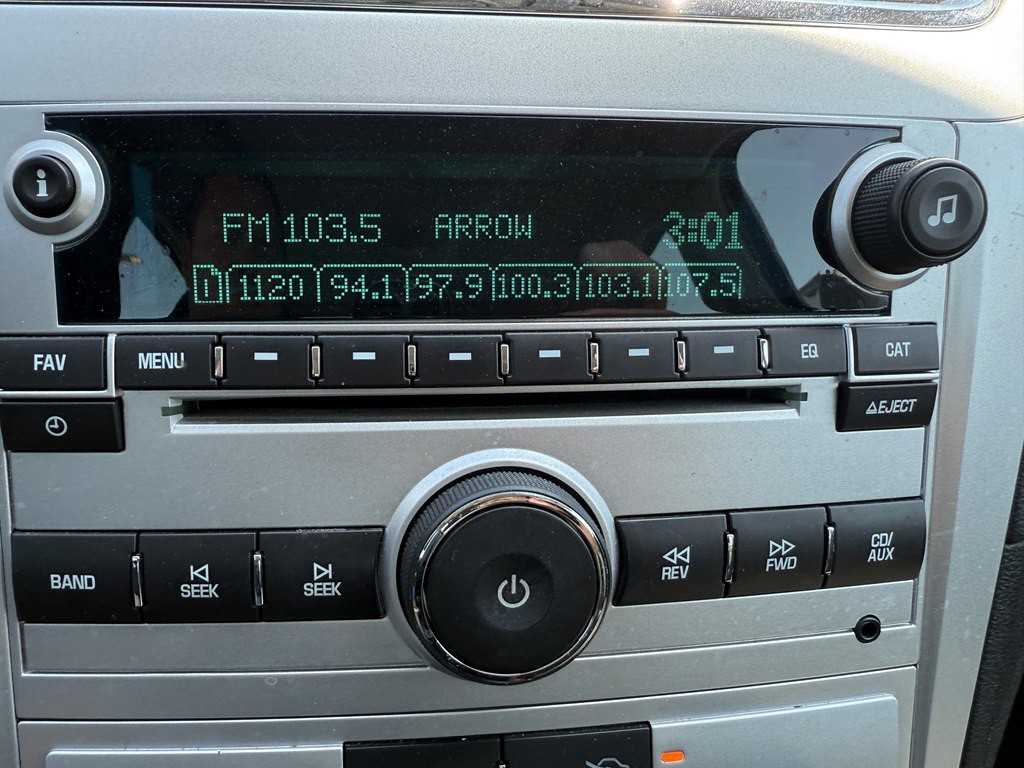 i
FM 103.5 ARROW 3:01
1120 94.1 97.9 100.3 103.1 107.5
FAV MENU EQ CAT
EJECT
BAND SEEK SEEK REV FWD CD/
AUX